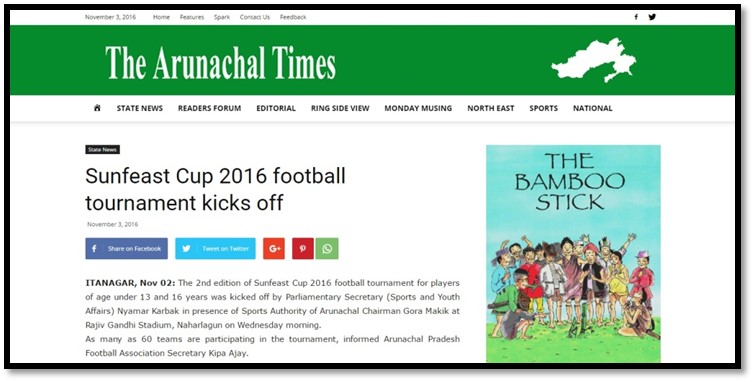 November 3, 2016 Home Features Spark Contact Us Feedback
The Arunachal Times
STATE NEWS READERS FORUM EDITORIAL RING SIDE VIEW MONDAY MUSING NORTH EAST SPORTS NATIONAL
State News
Sunfeast Cup 2016 football
tournament kicks off
November 3, 2016
Share on Facebook Tweet on Twitter
ITANAGAR, Nov 02: The 2nd edition of Sunfeast Cup 2016 football tournament for players
of age under 13 and 16 years was kicked off by Parliamentary Secretary (Sports and Youth
Affairs) Nyamar Karbak in presence of Sports Authority of Arunachal Chairman Gora Makik at
Rajiv Gandhi Stadium, Naharlagun on Wednesday morning.
As many as 60 teams are participating in the tournament, informed Arunachal Pradesh
Football Association Secretary Kipa Ajay.
THE
BAMBOO
STICK